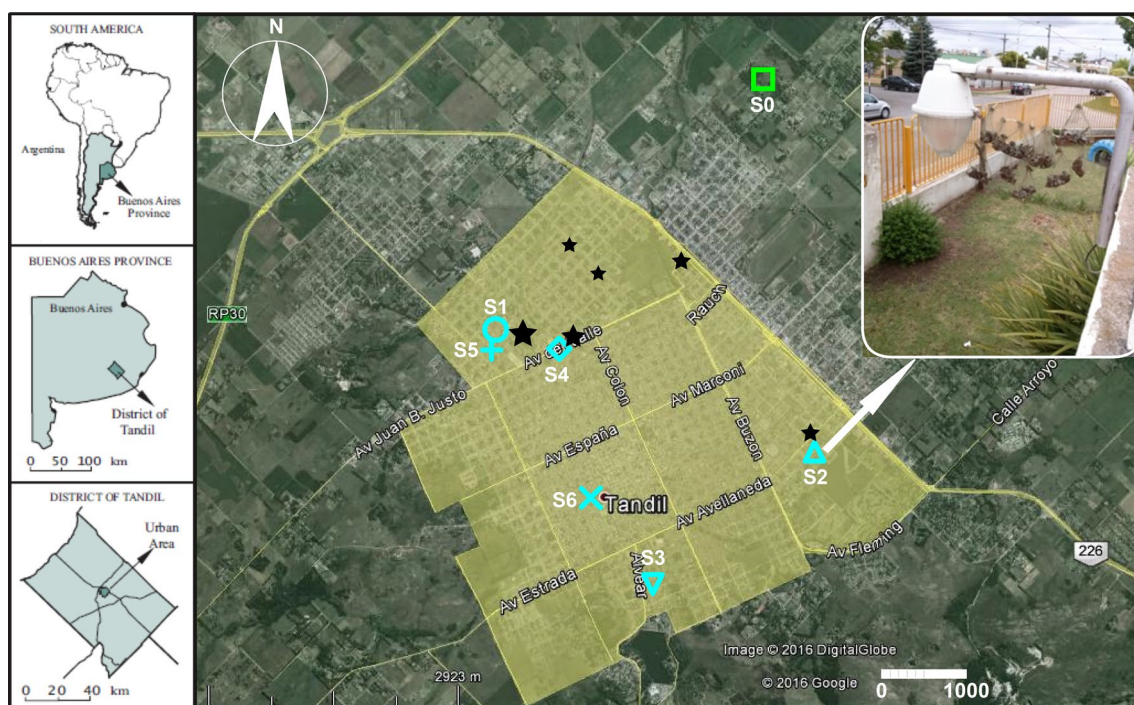 SOUTH AMERICA
Argentina
Buenos Aires
Province
BUENOS AIRES PROVINCE
Buenos Aires
District of
Tandil
0 50 100 km
DISTRICT OF TANDIL
Urban
Area
0 20 40 km
N
S0
RP30
S1
S5
S4
Av del Valle
Rauch
Av Colon
Av Marconi
Av Juan B. Justo
Av España
Av Buzon
Calle Arroyo
S2
S6
Tandil
Av Avellaneda
Av Fleming
226
S3
Alvear
Av Estrada
2923 m
Image © 2016 DigitalGlobe
© 2016 Google
0 1000